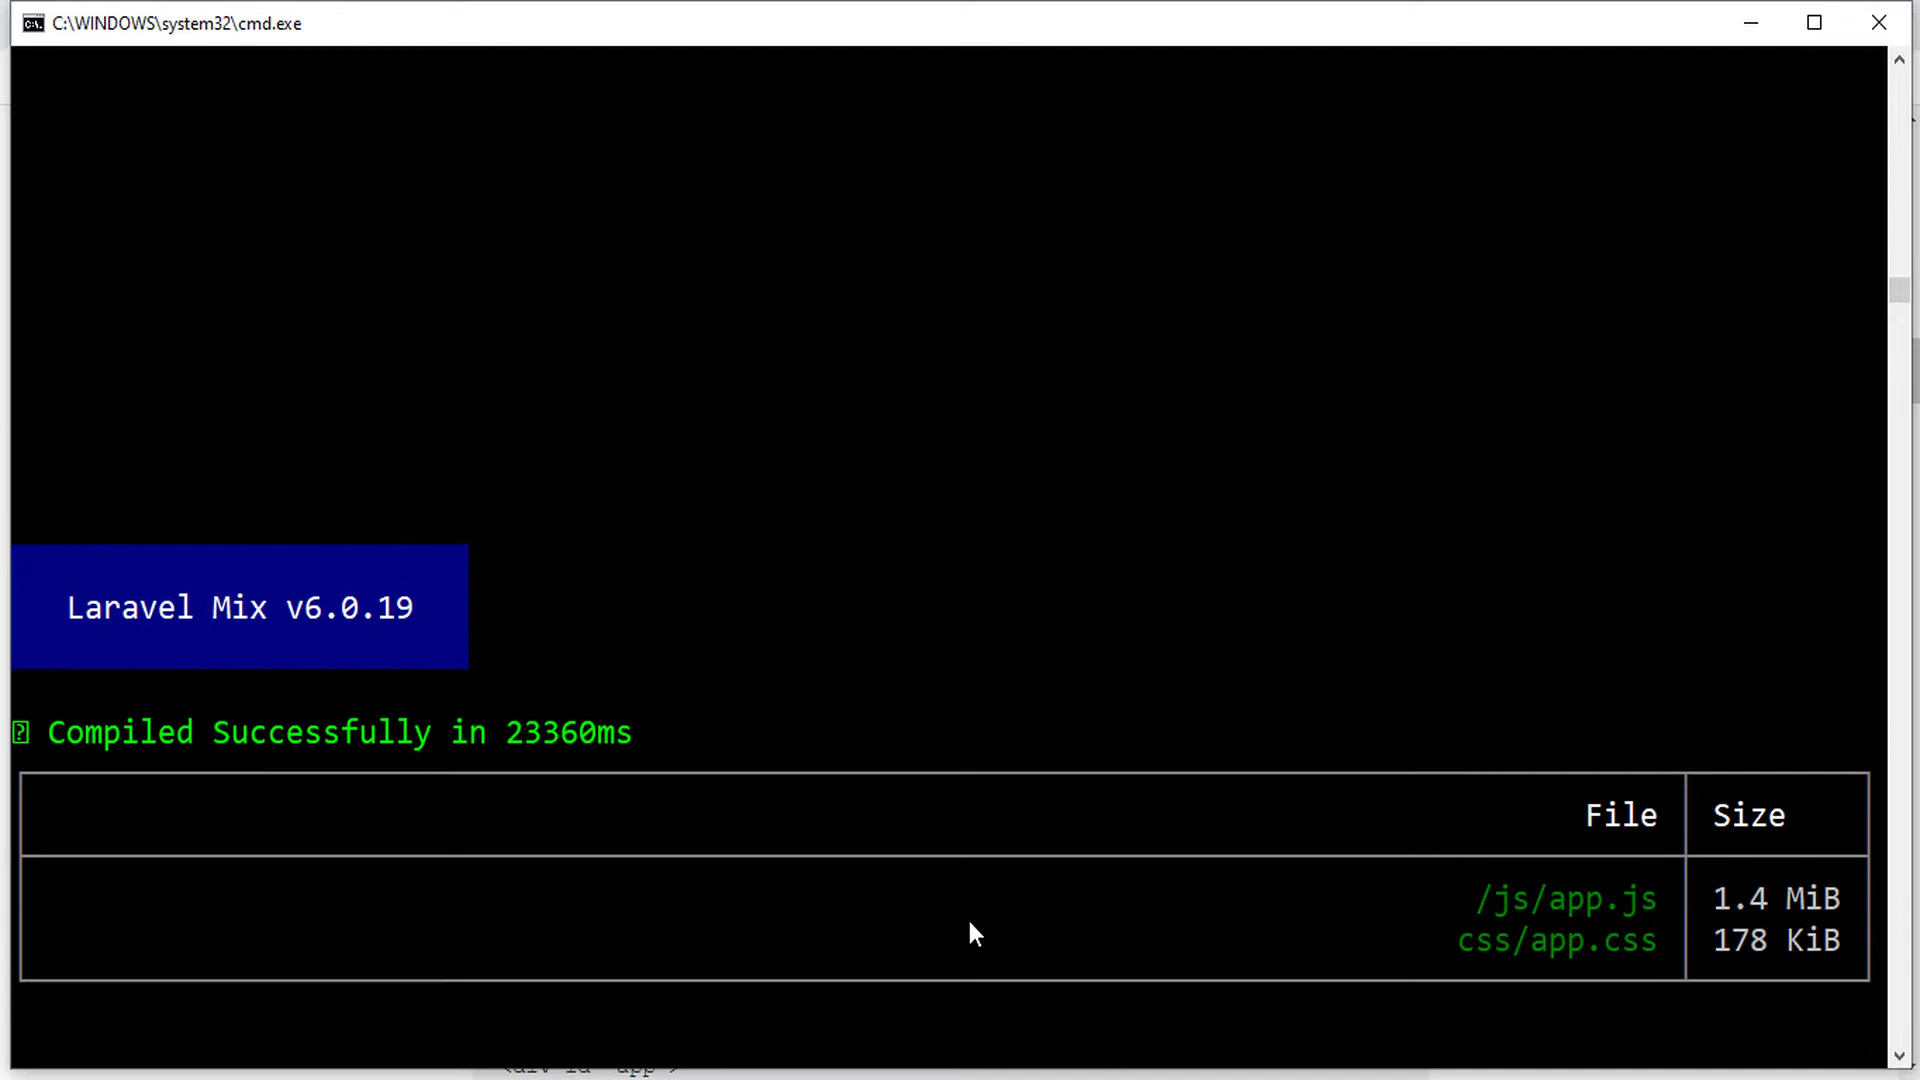 C:\WINDOWS\system32\cmd.exe
Laravel Mix v6.0.19
Compiled Successfully in 23360ms
File Size
/js/app.js 1.4 MiB
css/app.css 178 KiB